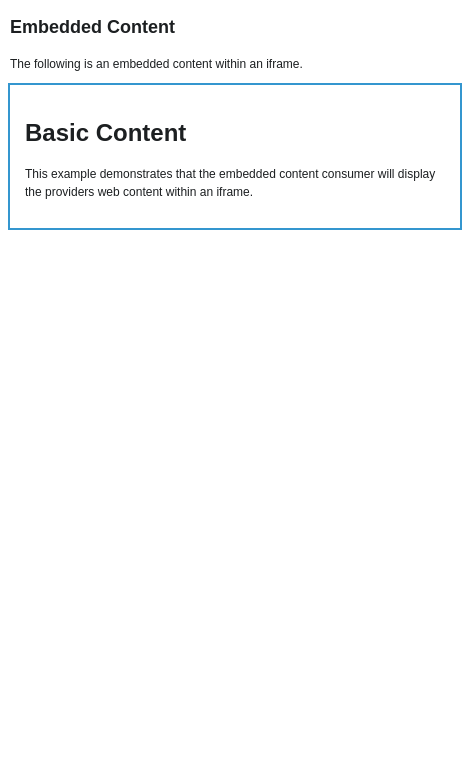 Embedded Content
The following is an embedded content within an iframe.
Basic Content
This example demonstrates that the embedded content consumer will display
the providers web content within an iframe.